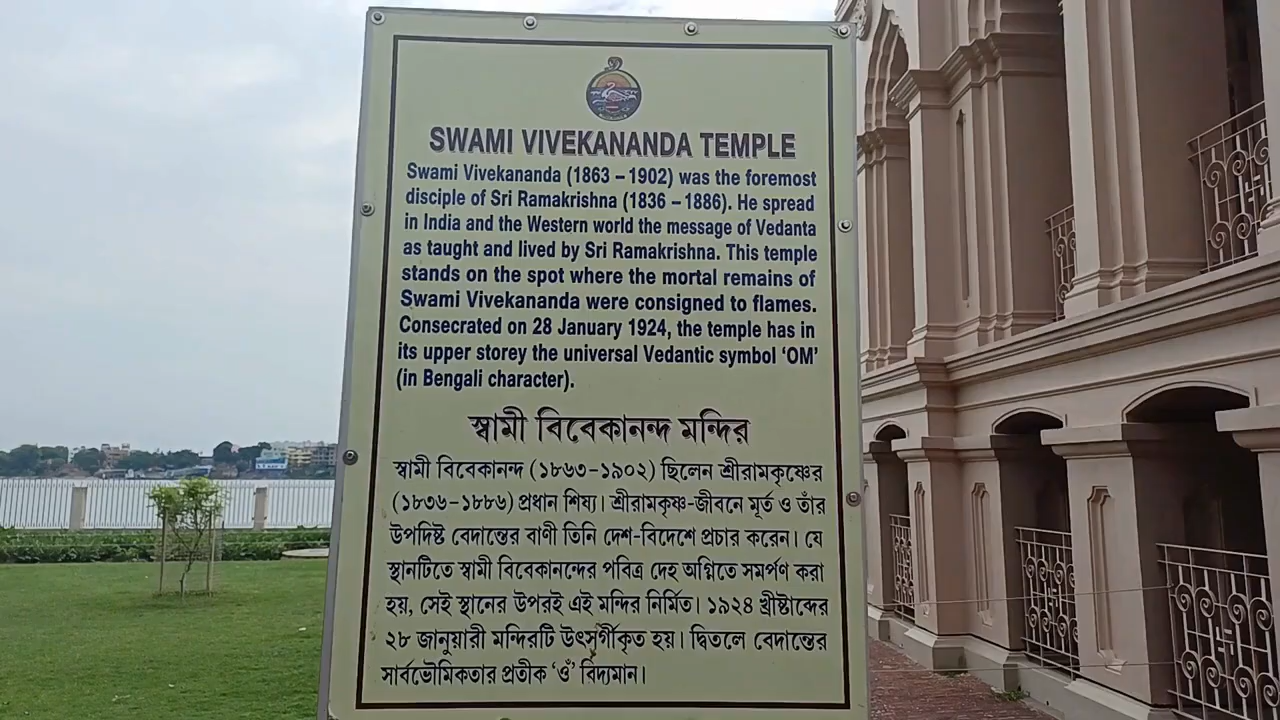 SWAMI VIVEKANANDA TEMPLE
Swami Vivekananda (1863 – 1902) was the foremost
disciple of Sri Ramakrishna (1836 – 1886). He spread
in India and the Western world the message of Vedanta
as taught and lived by Sri Ramakrishna. This temple
stands on the spot where the mortal remains of
Swami Vivekananda were consigned to flames.
Consecrated on 28 January 1924, the temple has in
its upper storey the universal Vedantic symbol ‘OM’
(in Bengali character).
স্বামী বিবেকানন্দ মন্দির
স্বামী বিবেকানন্দ (১৮৬৩-১৯০২) ছিলেন শ্রীরামকৃষ্ণের
(১৮৩৬-১৮৮৬) প্রধান শিষ্য। শ্রীরামকৃষ্ণ-জীবনে মূর্ত ও তাঁর
উপদিষ্ট বেদান্তের বাণী তিনি দেশ-বিদেশে প্রচার করেন। যে
স্থানটিতে স্বামী বিবেকানন্দের পবিত্র দেহ অগ্নিতে সমর্পণ করা
হয়, সেই স্থানের উপরই এই মন্দির নির্মিত। ১৯২৪ খ্রীষ্টাব্দের
২৮ জানুয়ারী মন্দিরটি উৎসর্গীকৃত হয়। দ্বিতলে বেদান্তের
সার্বভৌমিকতার প্রতীক ‘ওঁ’ বিদ্যমান।